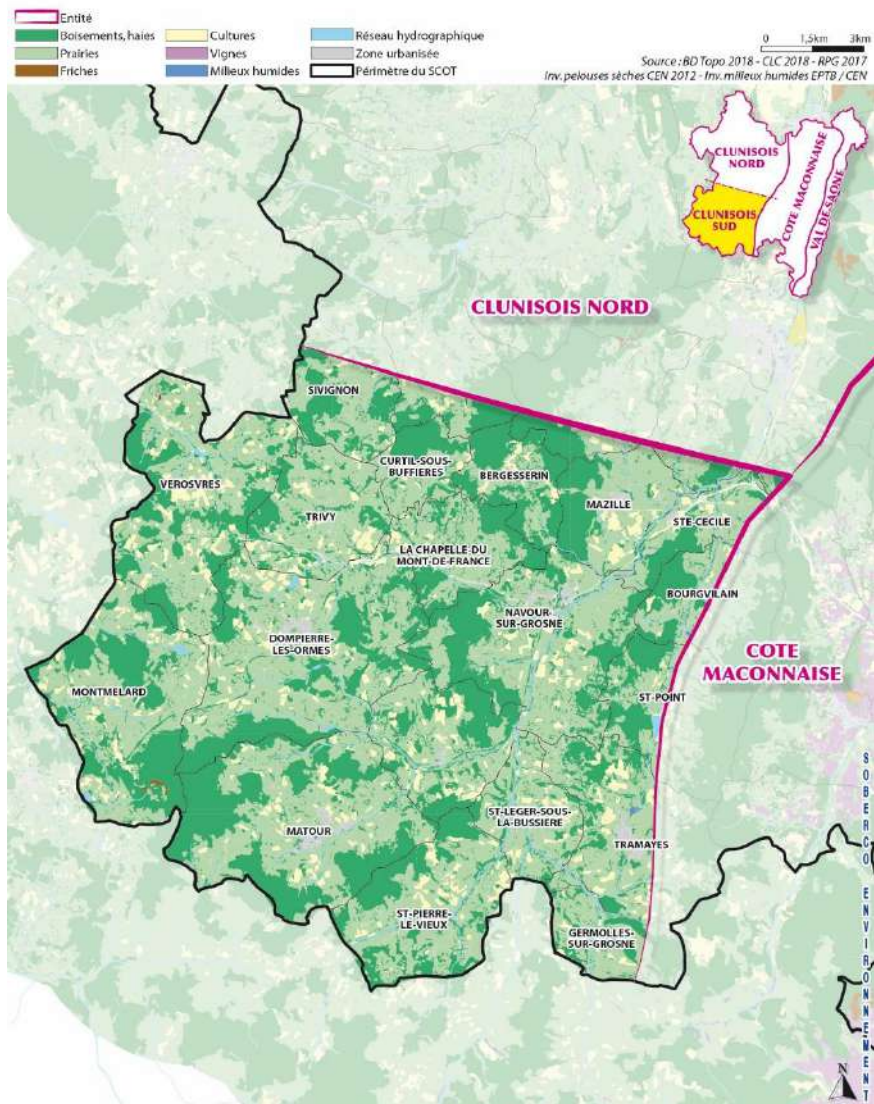 Entité
Boisements, haies
Prairies
Friches
Cultures
Vignes
Milieux humides
Réseau hydrographique
Zone urbanisée
Périmètre du SCOT
0 1,5km 3km
Source : BD Topo 2018 - CLC 2018 - RPG 2017
Inv. pelouses sèches CEN 2012 - Inv. milieux humides EPTB / CEN
CLUNISOIS
NORD
CLUNISOIS
SUD
COTE MACONNAISE
VAL DE SAONE
CLUNISOIS NORD
SIVIGNON
CURTIL-SOUS-
BUFFIERES
BERGESSERIN
VEROSVRES
MAZILLE
TRIVY
STE-CECILE
LA CHAPELLE-DU
MONT-DE-FRANCE
BOURGVILAIN
NAVOUR-
SUR-GROSNE
DOMPIERRE-
LES-ORMES
COTE
MACONNAISE
MONTMELARD
ST-POINT
ST-LEGER-SOUS-
LA-BUSSIERE
MATOUR
TRAMAYES
ST-PIERRE-
LE-VIEUX
GERMOLLES-
SUR-GROSNE
SOBERCO ENVIRONNEMENT
N